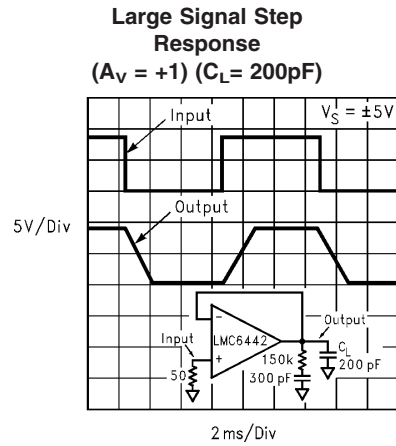 Large Signal Step
Response
(AV = +1) (CL= 200pF)
VS = ±5V
Input
Output
5V/Div
Output
Input
LMC6442
−
+
50
150k
300 pF
CL
200 pF
2 ms/Div